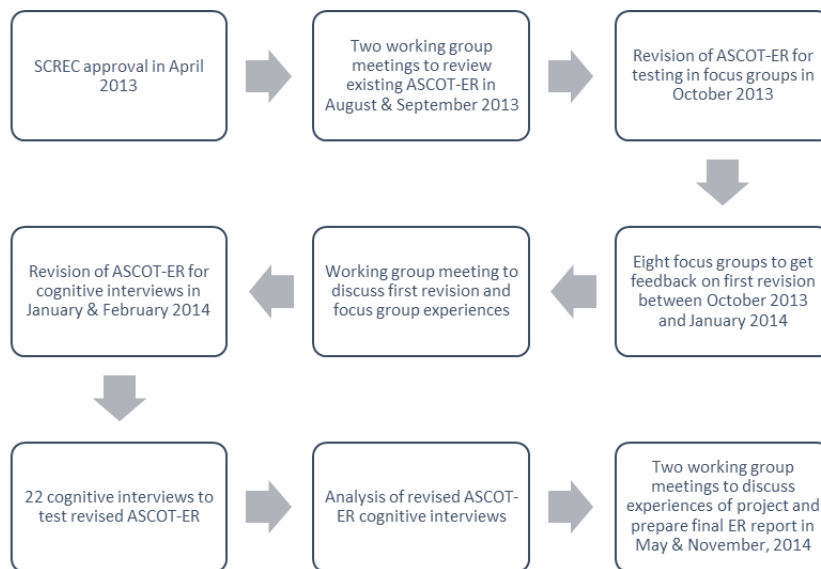 SCREC approval in April
2013
Two working group
meetings to review
existing ASCOT-ER in
August & September 2013
Revision of ASCOT-ER for
testing in focus groups in
October 2013
Eight focus groups to get
feedback on first revision
between October 2013
and January 2014
Working group meeting to
discuss first revision and
focus group experiences
Revision of ASCOT-ER for
cognitive interviews in
January & February 2014
22 cognitive interviews to
test revised ASCOT-ER
Analysis of revised ASCOT-
ER cognitive interviews
Two working group
meetings to discuss
experiences of project and
prepare final ER report in
May & November, 2014